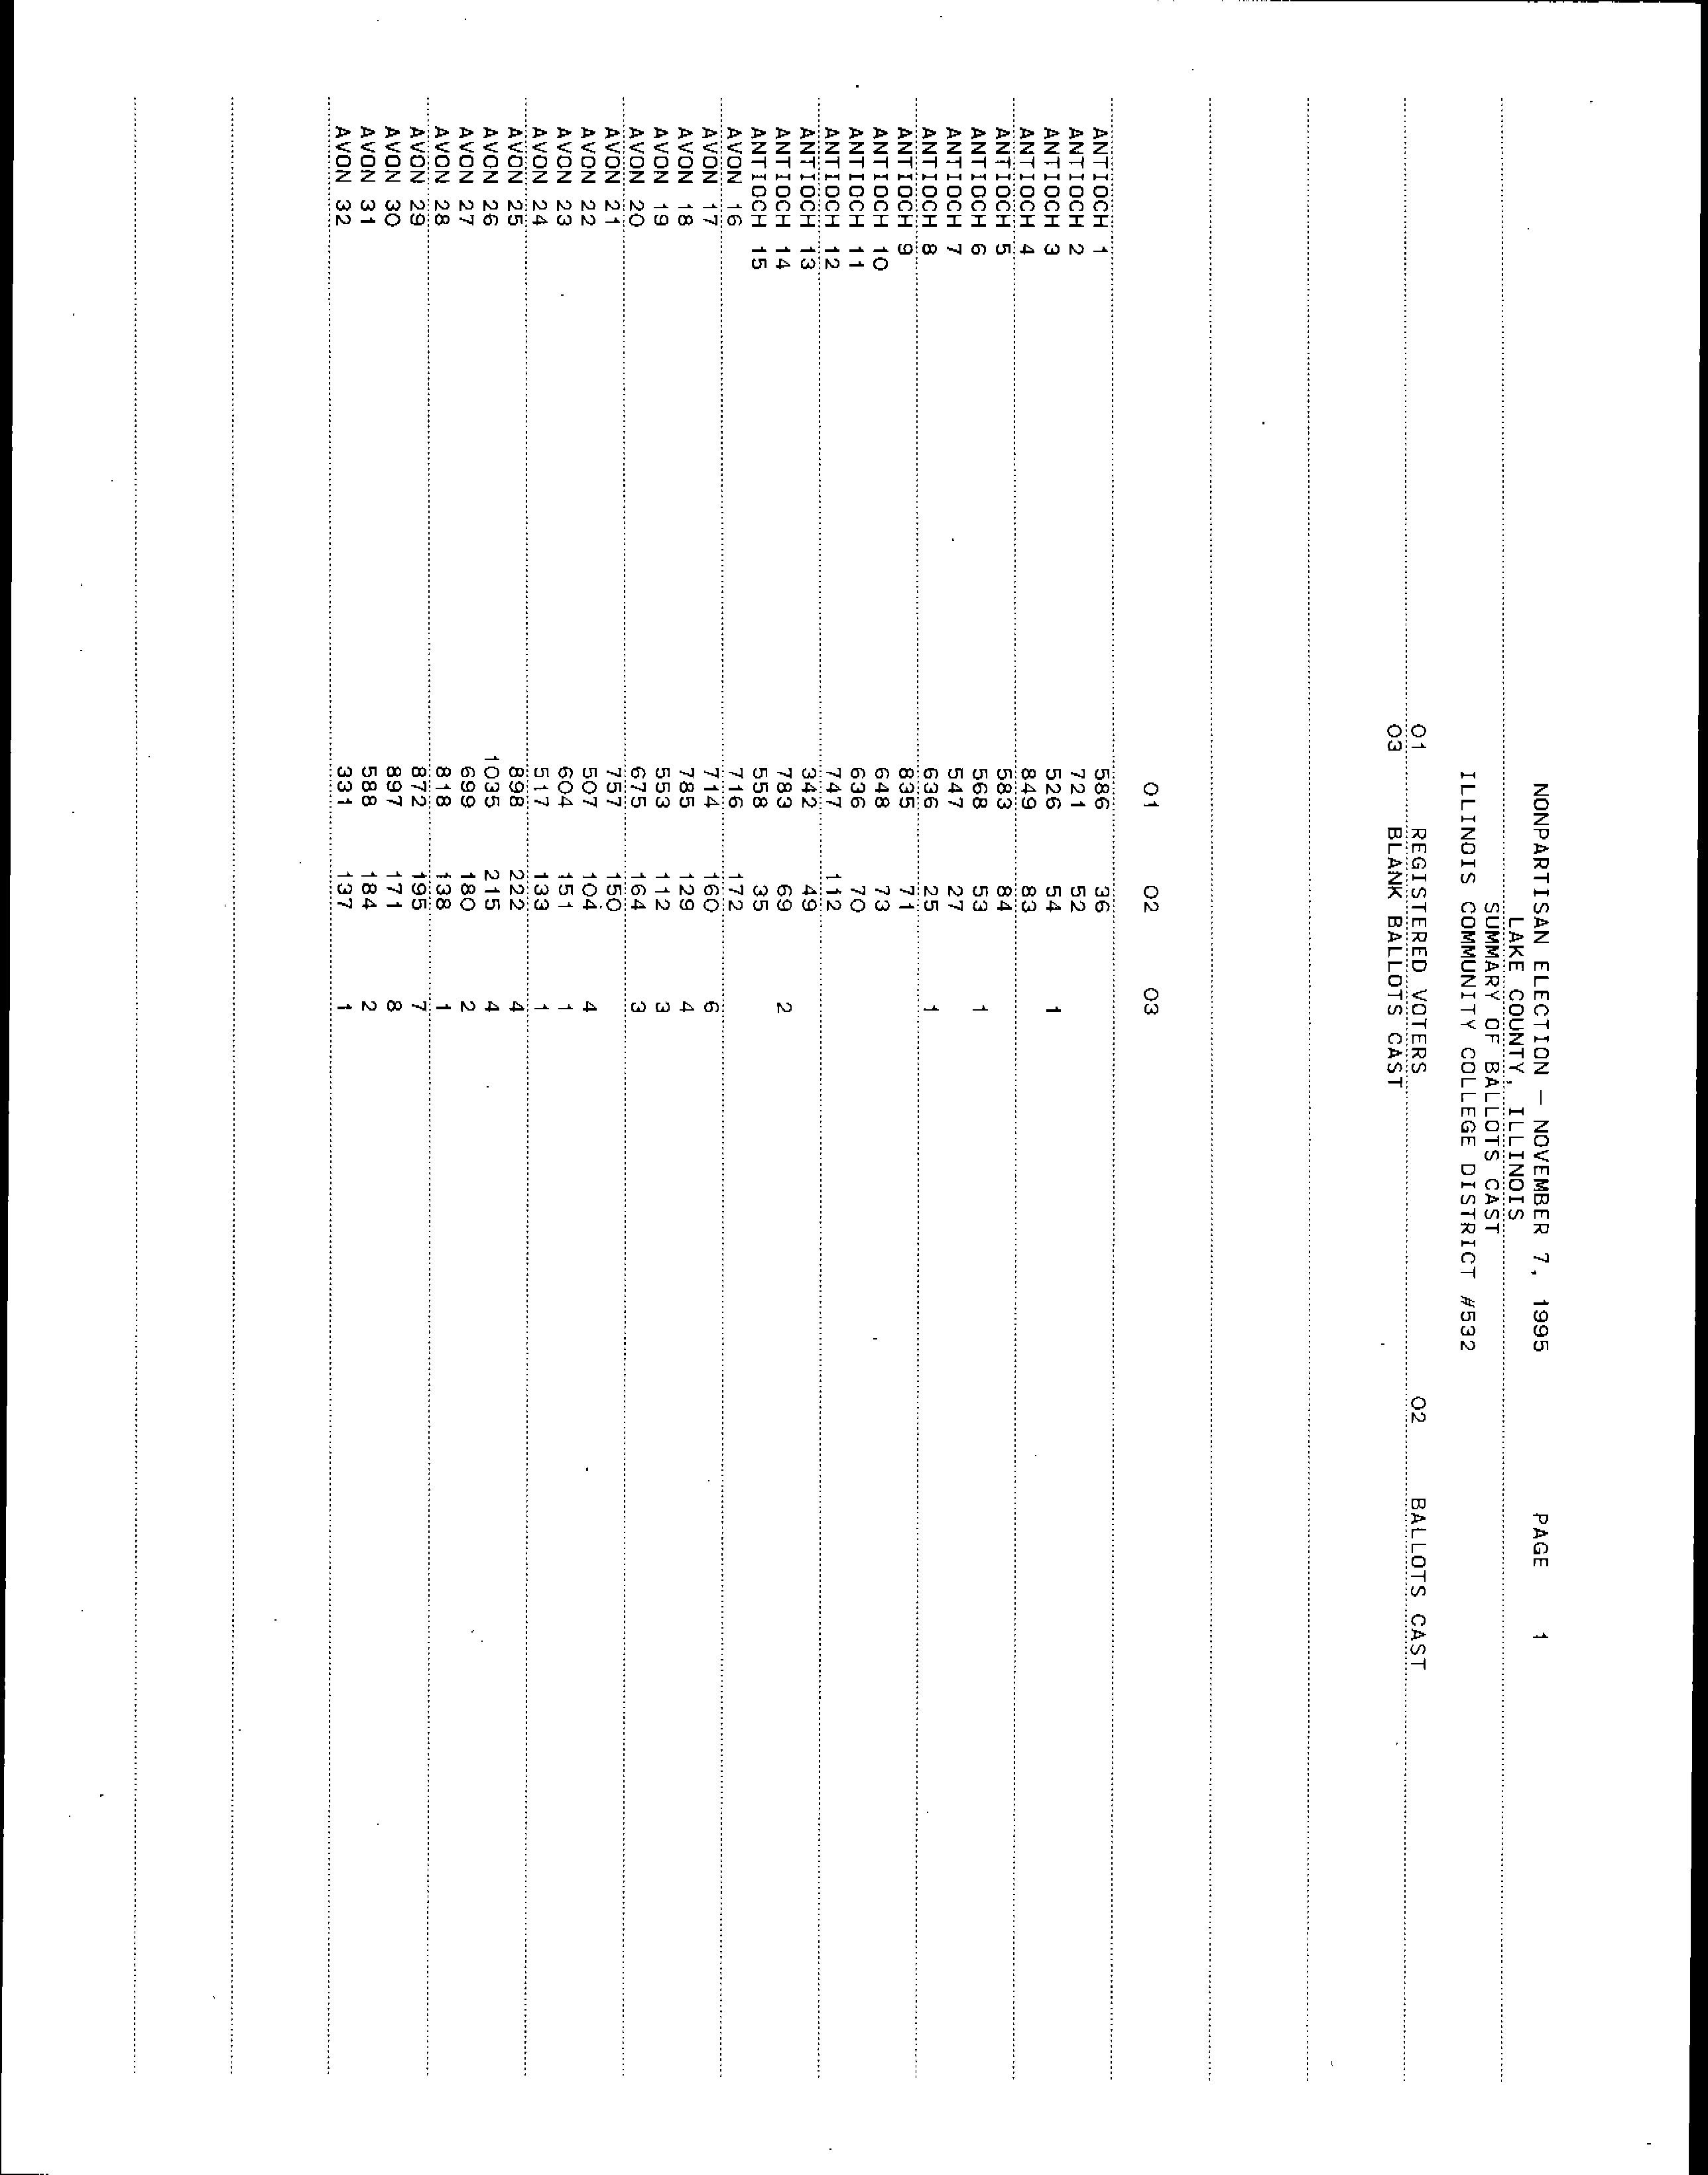 NONPARTISAN ELECTION - NOVEMBER 7, 1995 PAGE 1
LAKE COUNTY, ILLINOIS
SUMMARY OF BALLOTS CAST
ILLINOIS COMMUNITY COLLEGE DISTRICT #532
01 REGISTERED VOTERS 02 BALLOTS CAST
03 BLANK BALLOTS CAST
01 02 03
ANTIOCH 1 586 36
ANTIOCH 2 721 52
ANTIOCH 3 526 54 1
ANTIOCH 4 849 83
ANTIOCH 5 583 84
ANTIOCH 6 568 53 1
ANTIOCH 7 547 27
ANTIOCH 8 636 25 1
ANTIOCH 9 835 71
ANTIOCH 10 648 73
ANTIOCH 11 636 70
ANTIOCH 12 747 112
ANTIOCH 13 342 49
ANTIOCH 14 783 69 2
ANTIOCH 15 558 35
AVON 16 716 172
AVON 17 714 160 6
AVON 18 785 129 4
AVON 19 553 112 3
AVON 20 675 164 3
AVON 21 757 150
AVON 22 507 104 4
AVON 23 604 151 1
AVON 24 517 133 1
AVON 25 898 222 4
AVON 26 1035 215 4
AVON 27 699 180 2
AVON 28 818 138 1
AVON 29 872 195 7
AVON 30 897 171 8
AVON 31 588 184 2
AVON 32 331 137 1